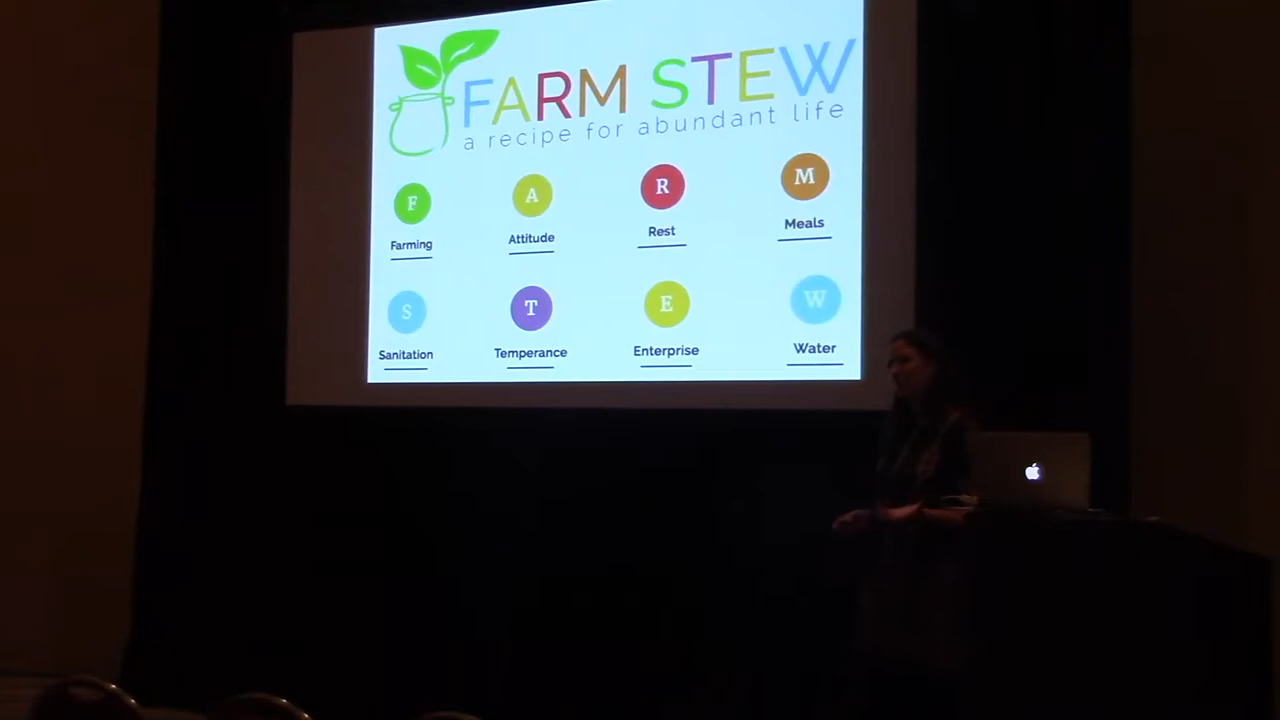 FARM STEW
a recipe for abundant life
F
A
R
M
Farming
Attitude
Rest
Meals
S
T
E
W
Sanitation
Temperance
Enterprise
Water